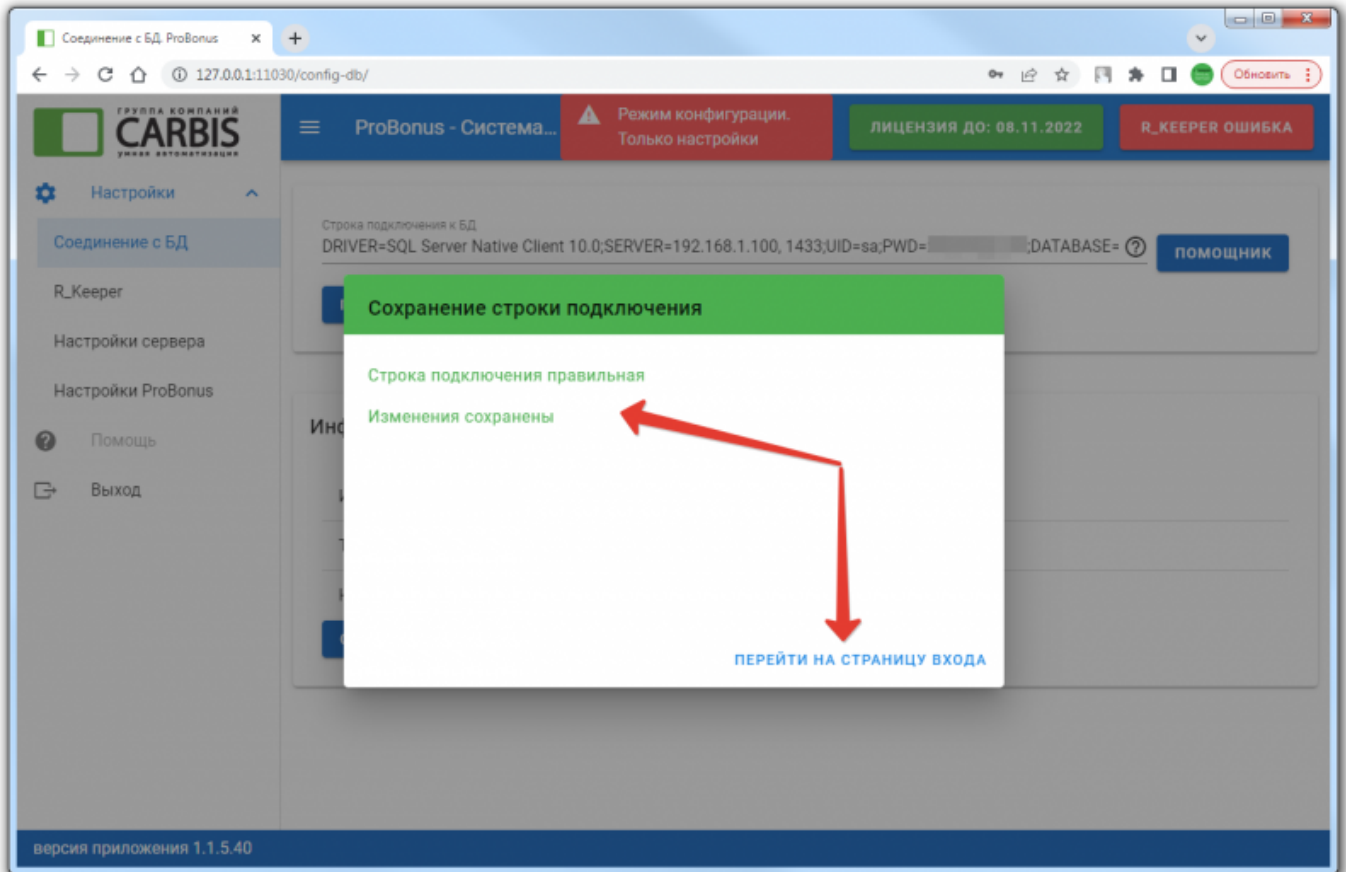 Соединение с БД. ProBonus
127.0.0.1:11030/config-db/
Обновить
ГРУППА КОМПАНИЙ
CARBIS
умная автоматизация
ProBonus - Система...
Режим конфигурации.
Только настройки
ЛИЦЕНЗИЯ ДО: 08.11.2022
R_KEEPER ОШИБКА
Настройки
Соединение с БД
R_Keeper
Настройки сервера
Настройки ProBonus
Помощь
Выход
Строка подключения к БД
DRIVER=SQL Server Native Client 10.0;SERVER=192.168.1.100, 1433;UID=sa;PWD= ;DATABASE=
ПОМОЩНИК
Сохранение строки подключения
Строка подключения правильная
Изменения сохранены
ПЕРЕЙТИ НА СТРАНИЦУ ВХОДА
версия приложения 1.1.5.40